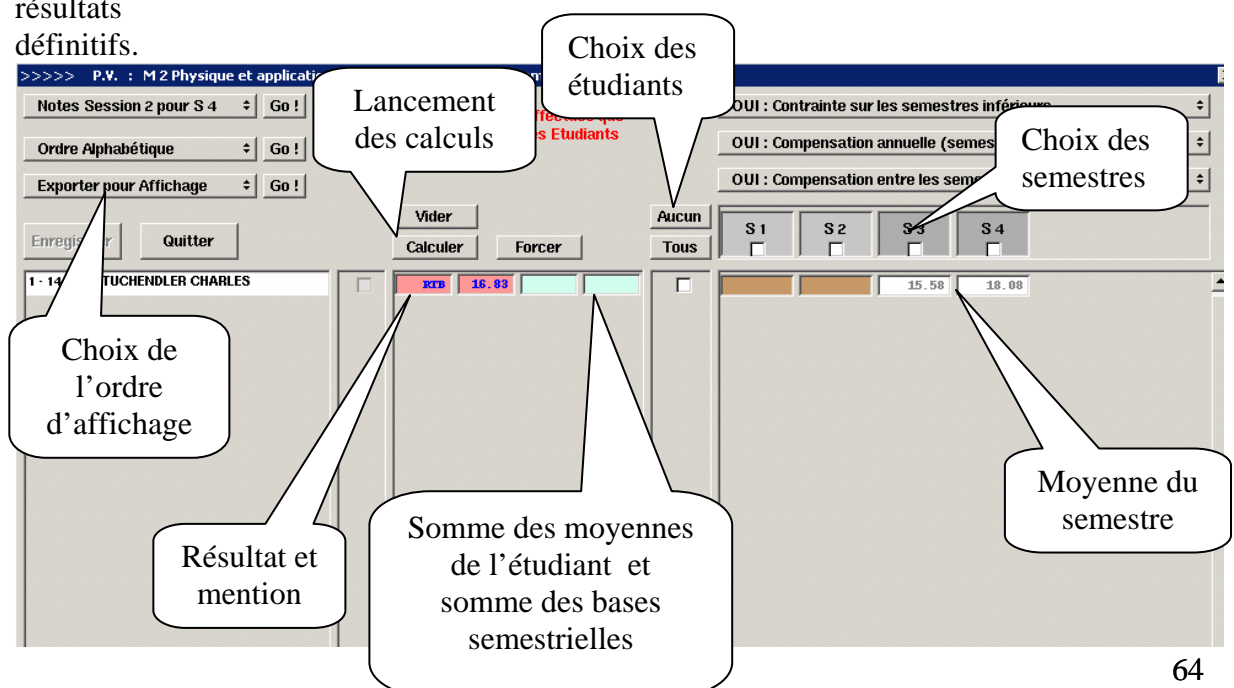 résultats
définitifs.
>>>>> P.V. : M 2 Physique et
Choix des
étudiants
Notes Session 2 pour S 4 Go !
Lancement
des calculs
OUI : Contrainte sur les semestres inférieurs
s Etudiants
Ordre Alphabétique Go !
OUI : Compensation annuelle
Choix des
semestres
Exporter pour Affichage Go !
OUI : Compensation entre les
Vider Aucun
S 1 S 2 S 3 S 4
Quitter Calculer Forcer Tous
TUCHENDLER CHARLES
RTB 16.83 15.58 18.08
Choix de
l’ordre
d’affichage
Moyenne du
semestre
Résultat et
mention
Somme des moyennes
de l’étudiant et
somme des bases
semestrielles
64